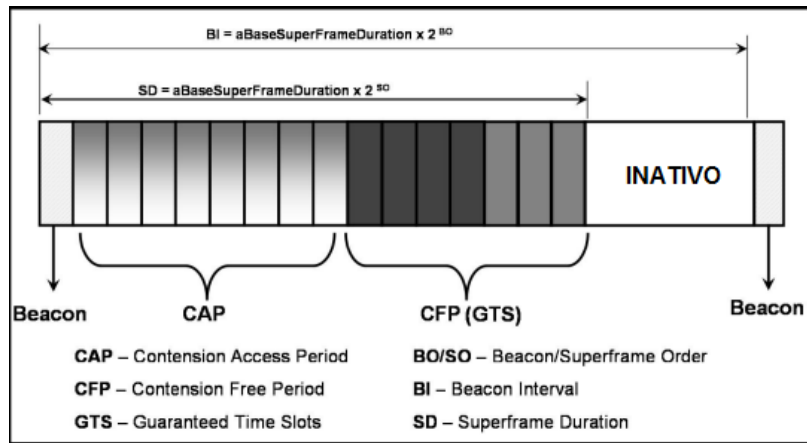 BI = aBaseSuperFrameDuration x 2 BO
SD = aBaseSuperFrameDuration x 2 SO
INATIVO
Beacon CAP CFP (GTS) Beacon
CAP – Contension Access Period
CFP – Contension Free Period
GTS – Guaranteed Time Slots
BO/SO – Beacon/Superframe Order
BI – Beacon Interval
SD – Superframe Duration